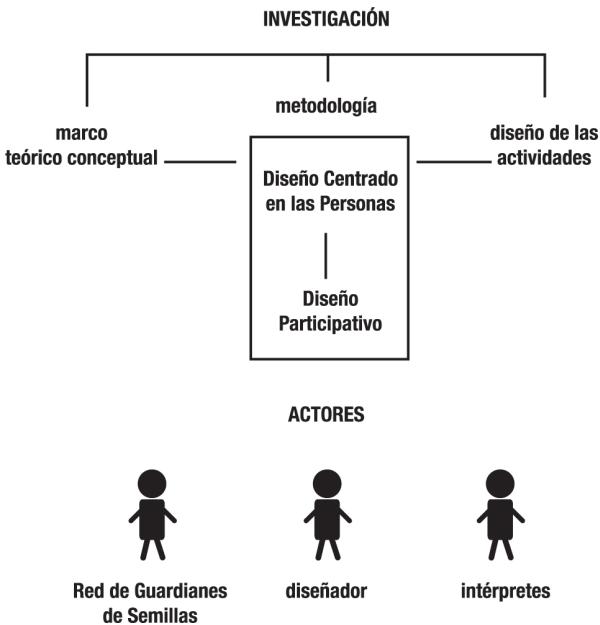 INVESTIGACIÓN
metodología
marco
teórico conceptual
diseño de las
actividades
Diseño Centrado
en las Personas
Diseño
Participativo
ACTORES
Red de Guardianes
de Semillas
diseñador
intérpretes